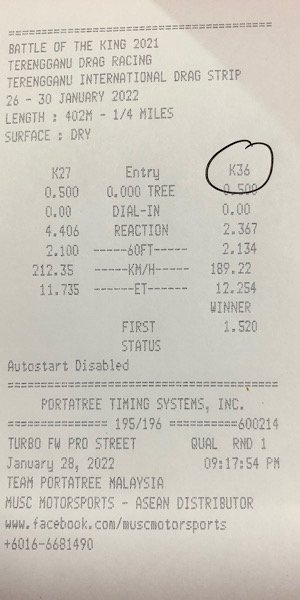 =====================================
BATTLE OF THE KING 2021
TERENGGANU DRAG RACING
TERENGGANU INTERNATIONAL DRAG STRIP
26 - 30 JANUARY 2022
LENGTH : 402M - 1/4 MILES
SURFACE : DRY
K27 Entry K36
0.500 0.000 TREE 0.500
0.00 DIAL-IN 0.00
4.406 REACTION 2.367
2.100 -----60FT----- 2.134
212.35 -----KM/H----- 189.22
11.735 ------ET------ 12.254
WINNER
FIRST 1.520
STATUS
Autostart Disabled
=====================================
PORTATREE TIMING SYSTEMS, INC.
============= 195/196 ==========600214
TURBO FW PRO STREET QUAL RND 1
January 28, 2022 09:17:54 PM
TEAM PORTATREE MALAYSIA
MUSC MOTORSPORTS - ASEAN DISTRIBUTOR
www.facebook.com/muscmotorsports
+6016-6681490